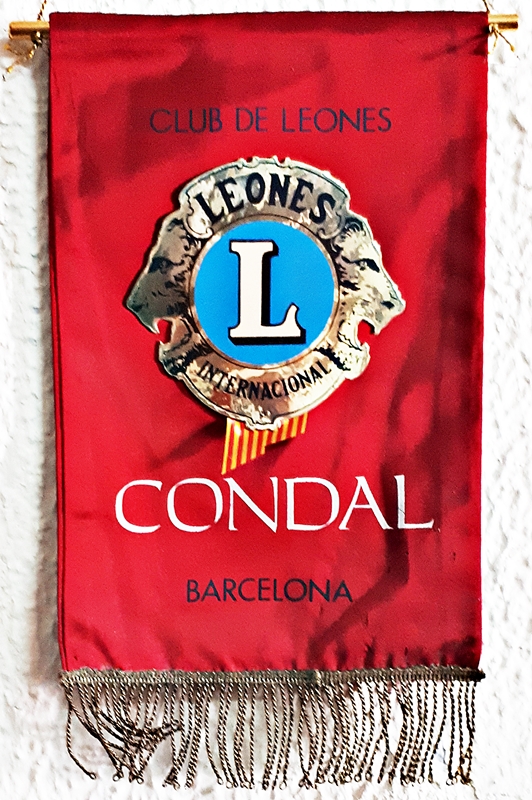 CLUB DE LEONES
LEONES
L
INTERNACIONAL
CONDAL
BARCELONA